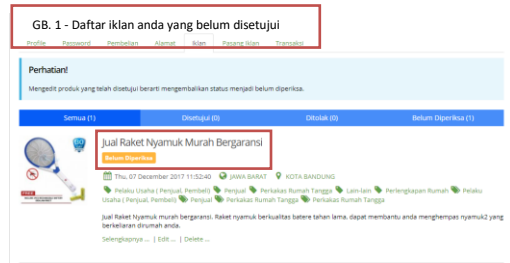 GB. 1 - Daftar iklan anda yang belum disetujui
Profile Password Pembelian Alamat Iklan Pasang Iklan Transaksi
Perhatian!
Mengedit produk yang telah disetujui berarti mengembalikan status menjadi belum diperiksa.
Semua (1) Disetujui (0) Ditolak (0) Belum Diperiksa (1)
Jual Raket Nyamuk Murah Bergaransi
Belum Diperiksa
Thu, 07 December 2017 11:52:40 JAWA BARAT KOTA BANDUNG
Pelaku Usaha ( Penjual, Pembeli) Penjual Perkakas Rumah Tangga Lain-lain Perlengkapan Rumah Pelaku
Usaha ( Penjual, Pembeli) Penjual Perkakas Rumah Tangga Perkakas Rumah Tangga
Jual Raket Nyamuk murah bergaransi. Raket nyamuk berkualitas batere tahan lama. dapat membantu anda menghempas nyamuk2 yang
berkeliaran dirumah anda.
Selengkapnya ... | Edit ... | Delete ...